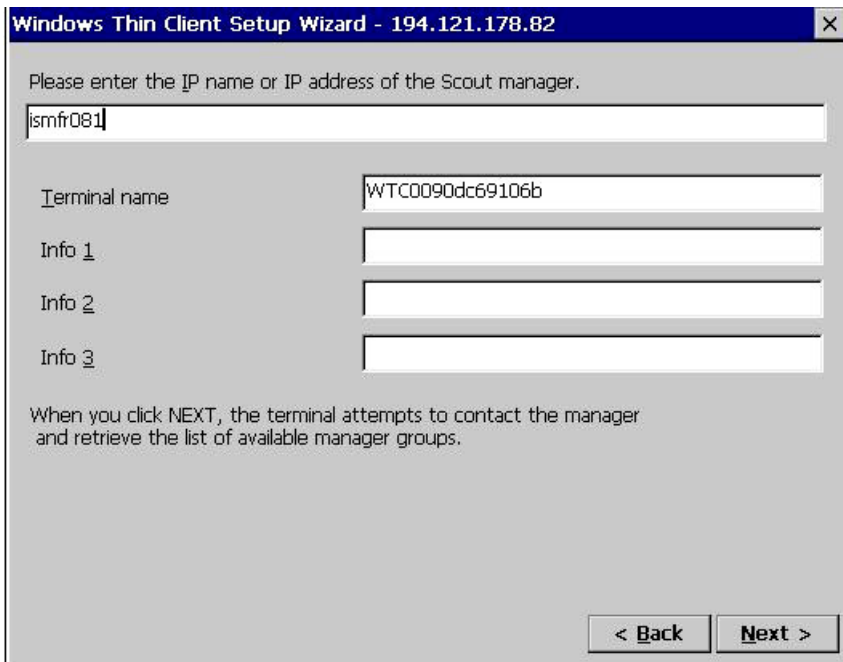 Windows Thin Client Setup Wizard - 194.121.178.82
Please enter the IP name or IP address of the Scout manager.
ismfr081
Terminal name WTC0090dc69106b
Info 1
Info 2
Info 3
When you click NEXT, the terminal attempts to contact the manager
and retrieve the list of available manager groups.
< Back Next >